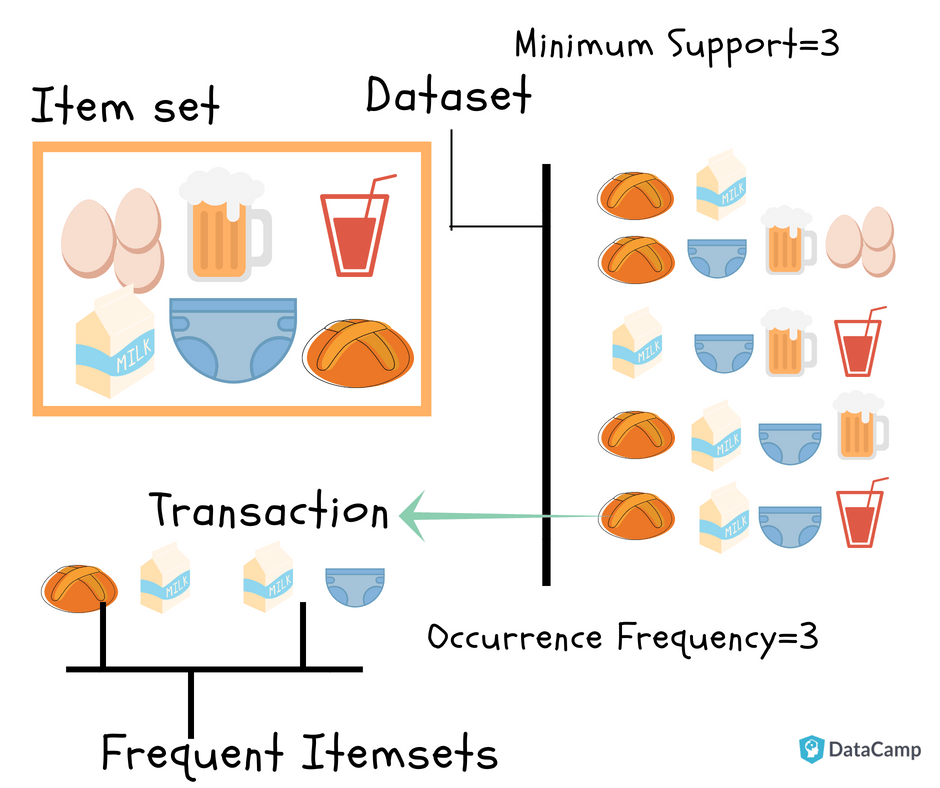 Minimum Support=3
Item set
Dataset
MILK
MILK
MILK
MILK
MILK
Transaction
MILK
MILK
Occurrence Frequency=3
Frequent Itemsets
DataCamp